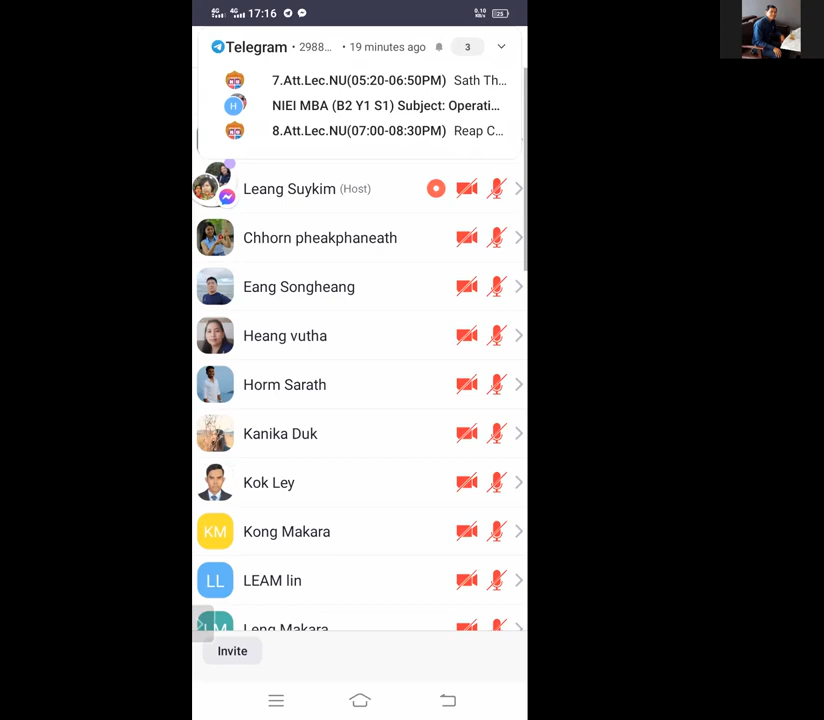 4G 4G 17:16 0.10 KB/s 25
Telegram • 2988... • 19 minutes ago 3
7.Att.Lec.NU(05:20-06:50PM) Sath Th...
H NIEI MBA (B2 Y1 S1) Subject: Operati...
8.Att.Lec.NU(07:00-08:30PM) Reap C...
Leang Suykim (Host)
Chhorn pheakphaneath
Eang Songheang
Heang vutha
Horm Sarath
Kanika Duk
Kok Ley
KM Kong Makara
LL LEAM lin
LM Leng Makara
Invite